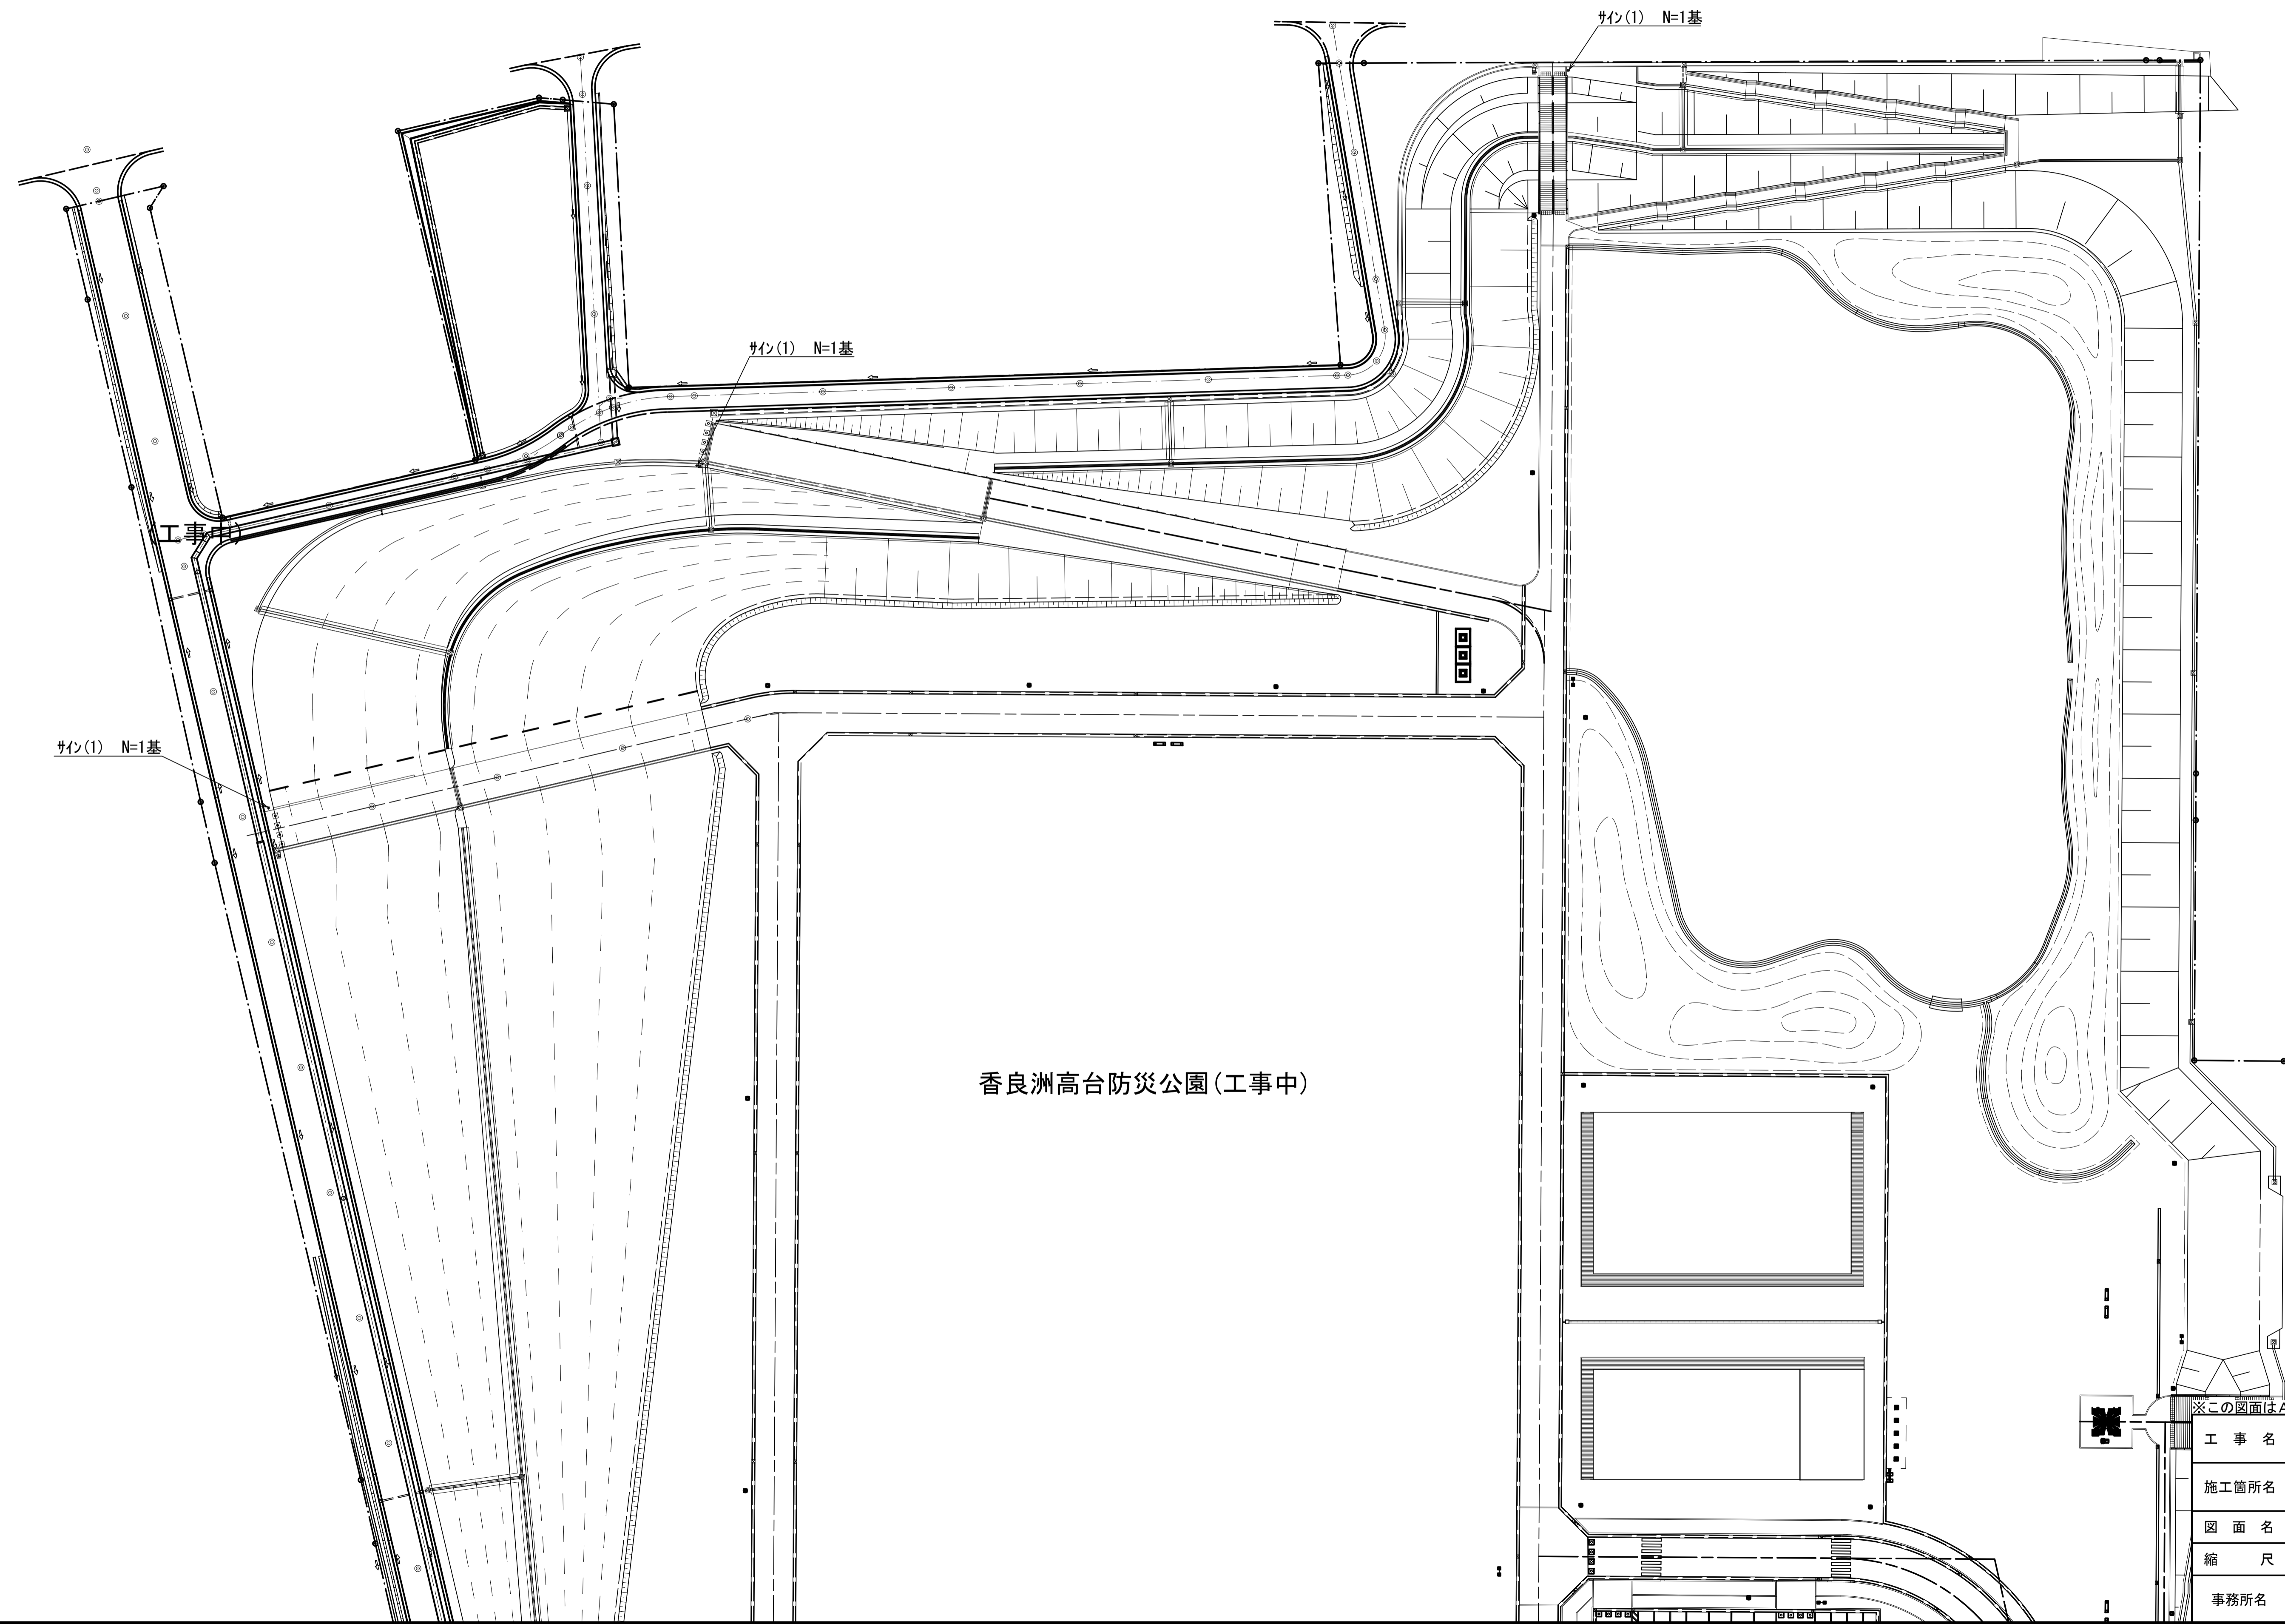 サイン(1) N=1基
サイン(1) N=1基
(工事中)
サイン(1) N=1基
香良洲高台防災公園(工事中)
※この図面はA
工事名
施工箇所名
図面名
縮尺
事務所名